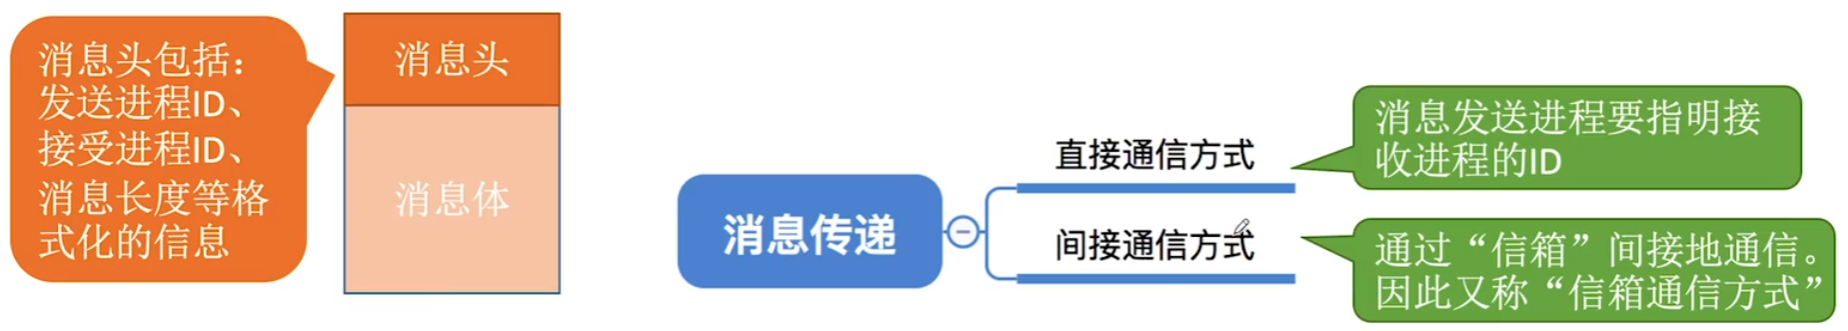 消息头包括：
发送进程ID、
接受进程ID、
消息长度等格
式化的信息
消息头
消息体
消息传递
直接通信方式
消息发送进程要指明接
收进程的ID
间接通信方式
通过“信箱”间接地通信。
因此又称“信箱通信方式”